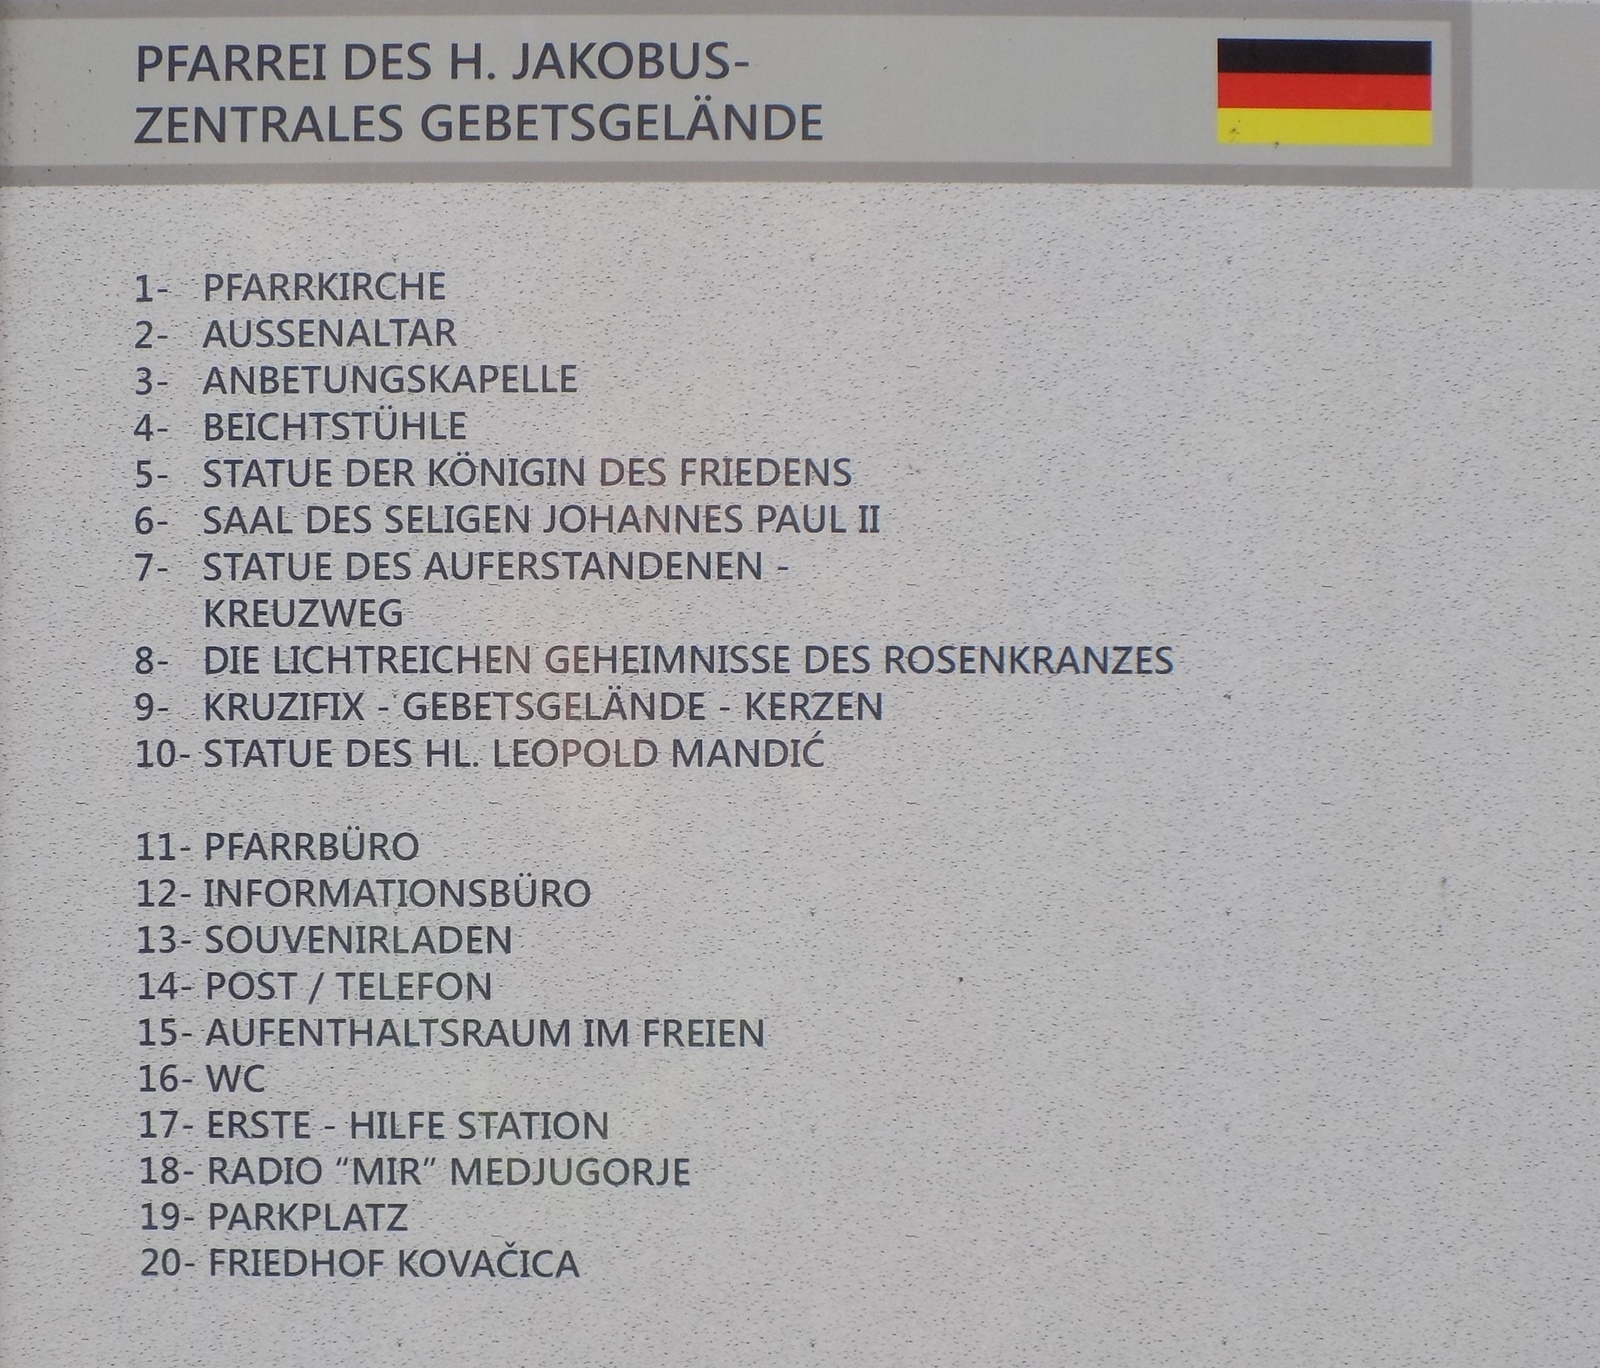 PFARREI DES H. JAKOBUS-
ZENTRALES GEBETSGELÄNDE
1- PFARRKIRCHE
2- AUSSENALTAR
3- ANBETUNGSKAPELLE
4- BEICHTSTÜHLE
5- STATUE DER KÖNIGIN DES FRIEDENS
6- SAAL DES SELIGEN JOHANNES PAUL II
7- STATUE DES AUFERSTANDENEN -
KREUZWEG
8- DIE LICHTREICHEN GEHEIMNISSE DES ROSENKRANZES
9- KRUZIFIX - GEBETSGELÄNDE - KERZEN
10- STATUE DES HL. LEOPOLD MANDIĆ
11- PFARRBÜRO
12- INFORMATIONSBÜRO
13- SOUVENIRLADEN
14- POST / TELEFON
15- AUFENTHALTSRAUM IM FREIEN
16- WC
17- ERSTE - HILFE STATION
18- RADIO “MIR” MEDJUGORJE
19- PARKPLATZ
20- FRIEDHOF KOVAČICA